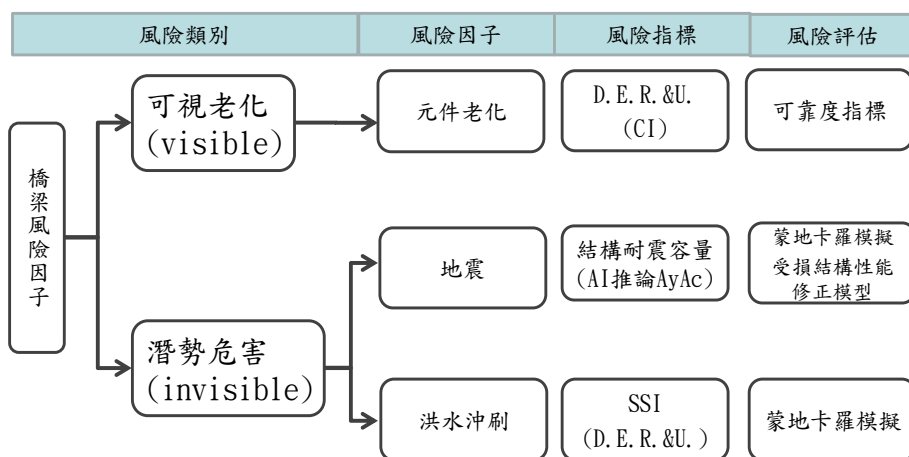 風險類別
風險因子
風險指標
風險評估
橋梁風險因子
可視老化
(visible)
元件老化
D.E.R.&U.
(CI)
可靠度指標
潛勢危害
(invisible)
地震
結構耐震容量
(AI推論AyAc)
蒙地卡羅模擬
受損結構性能
修正模型
洪水沖刷
SSI
(D.E.R.&U.)
蒙地卡羅模擬